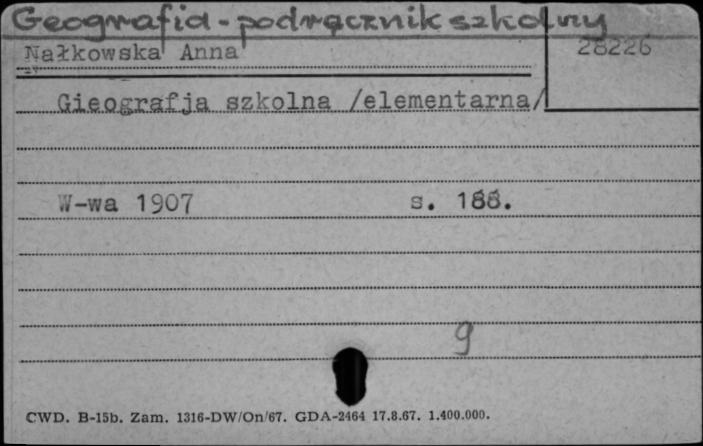 Geografia - podręcznik szkolny
Nałkowska Anna 28226
Gieografja szkolna /elementarna/
W-wa 1907 s. 188.
9
CWD. B-15b. Zam. 1316-DW/On/67. GDA-2464 17.8.67. 1.400.000.